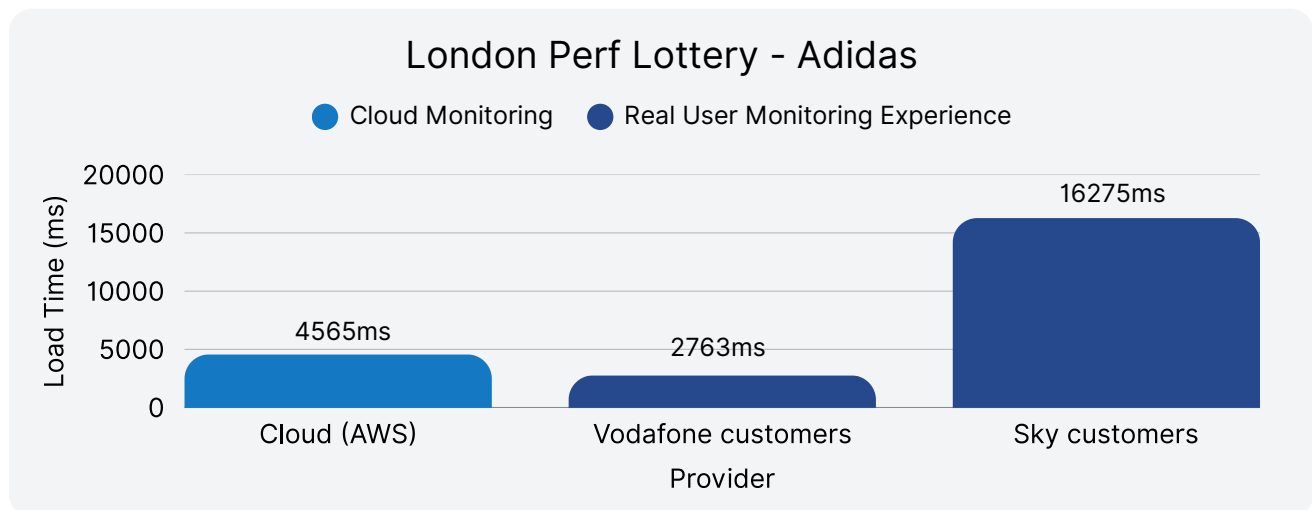 London Perf Lottery - Adidas
Cloud Monitoring Real User Monitoring Experience
Load Time (ms)
20000
15000
10000
5000
0
4565ms
2763ms
16275ms
Cloud (AWS) Vodafone customers Sky customers
Provider